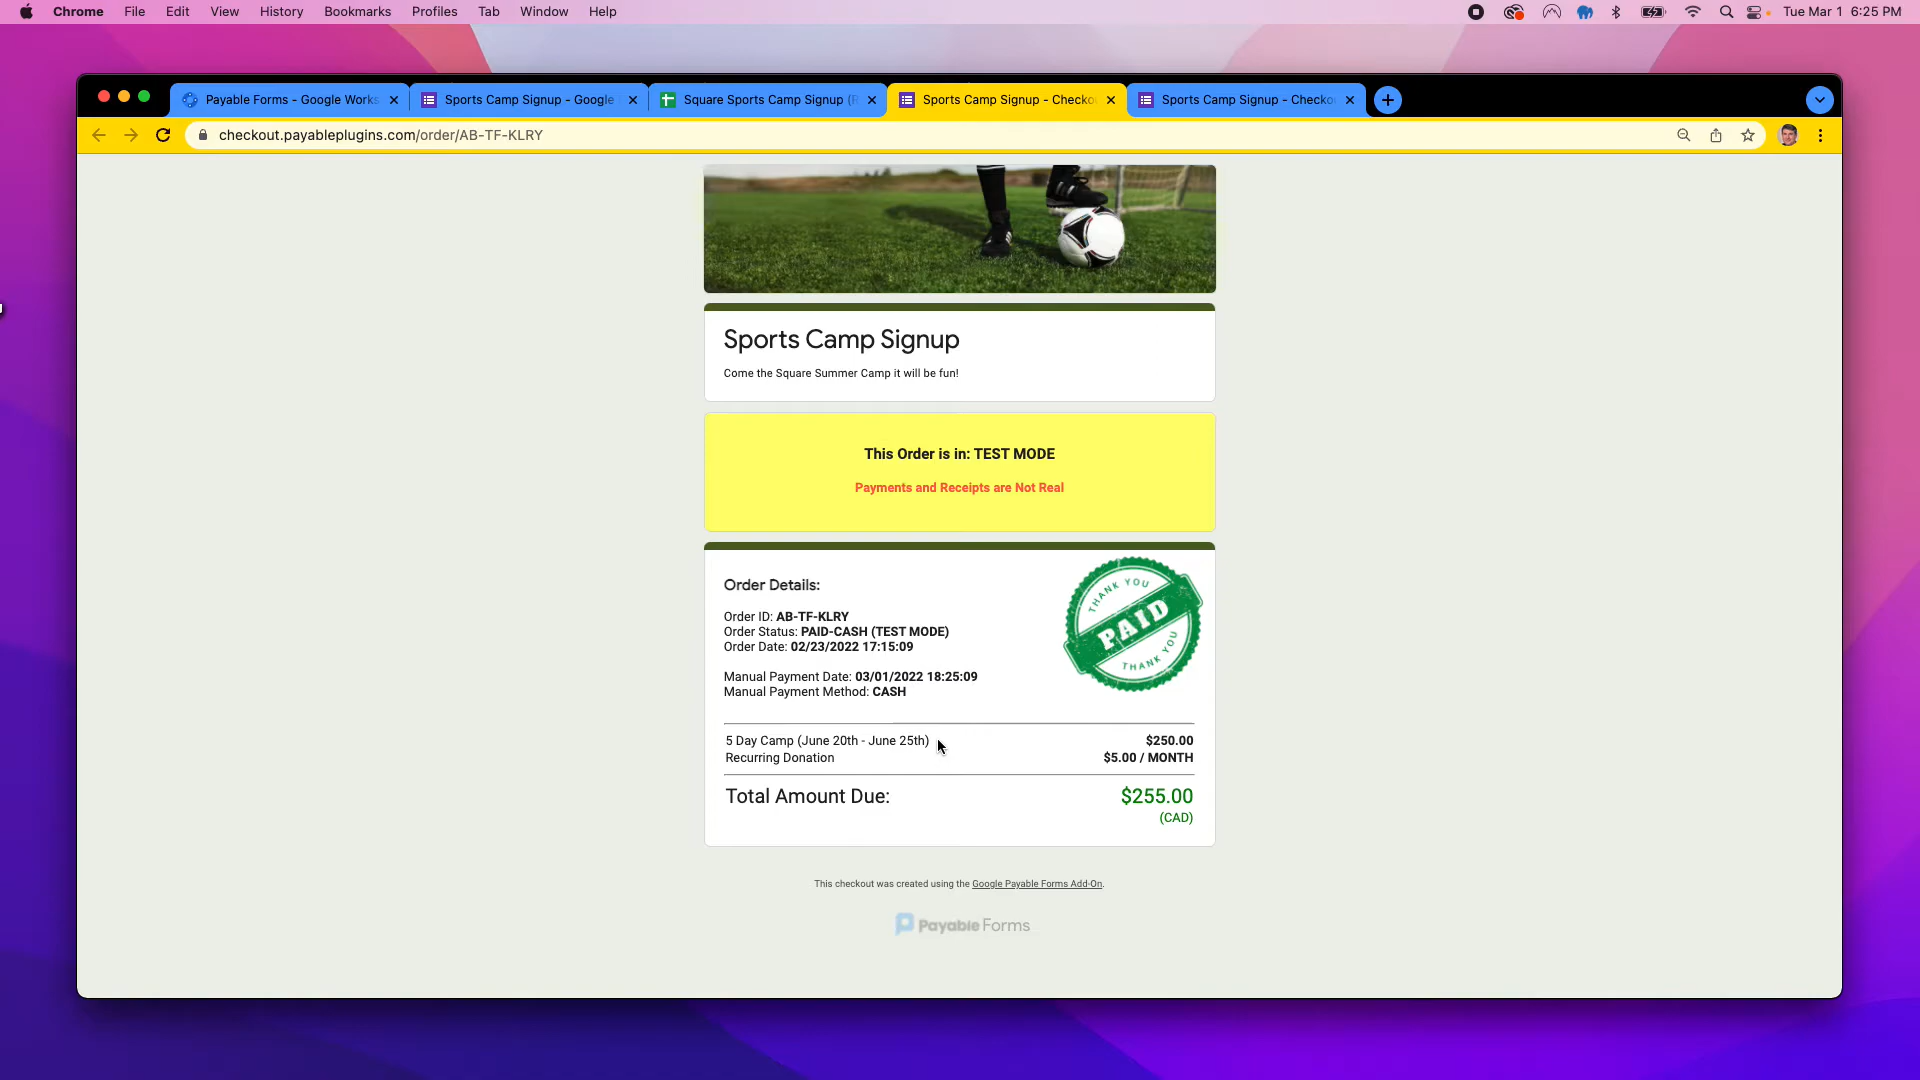 Chrome File Edit View History Bookmarks Profiles Tab Window Help Tue Mar 1 6:25 PM
Payable Forms - Google Works Sports Camp Signup - Google Square Sports Camp Signup (R Sports Camp Signup - Checko Sports Camp Signup - Checko
checkout.payableplugins.com/order/AB-TF-KLRY
Sports Camp Signup
Come the Square Summer Camp it will be fun!
This Order is in: TEST MODE
Payments and Receipts are Not Real
Order Details:
THANK YOU
PAID
THANK YOU
Order ID: AB-TF-KLRY
Order Status: PAID-CASH (TEST MODE)
Order Date: 02/23/2022 17:15:09
Manual Payment Date: 03/01/2022 18:25:09
Manual Payment Method: CASH
5 Day Camp (June 20th - June 25th) $250.00
Recurring Donation $5.00 / MONTH
Total Amount Due: $255.00
(CAD)
This checkout was created using the Google Payable Forms Add-On.
Payable Forms